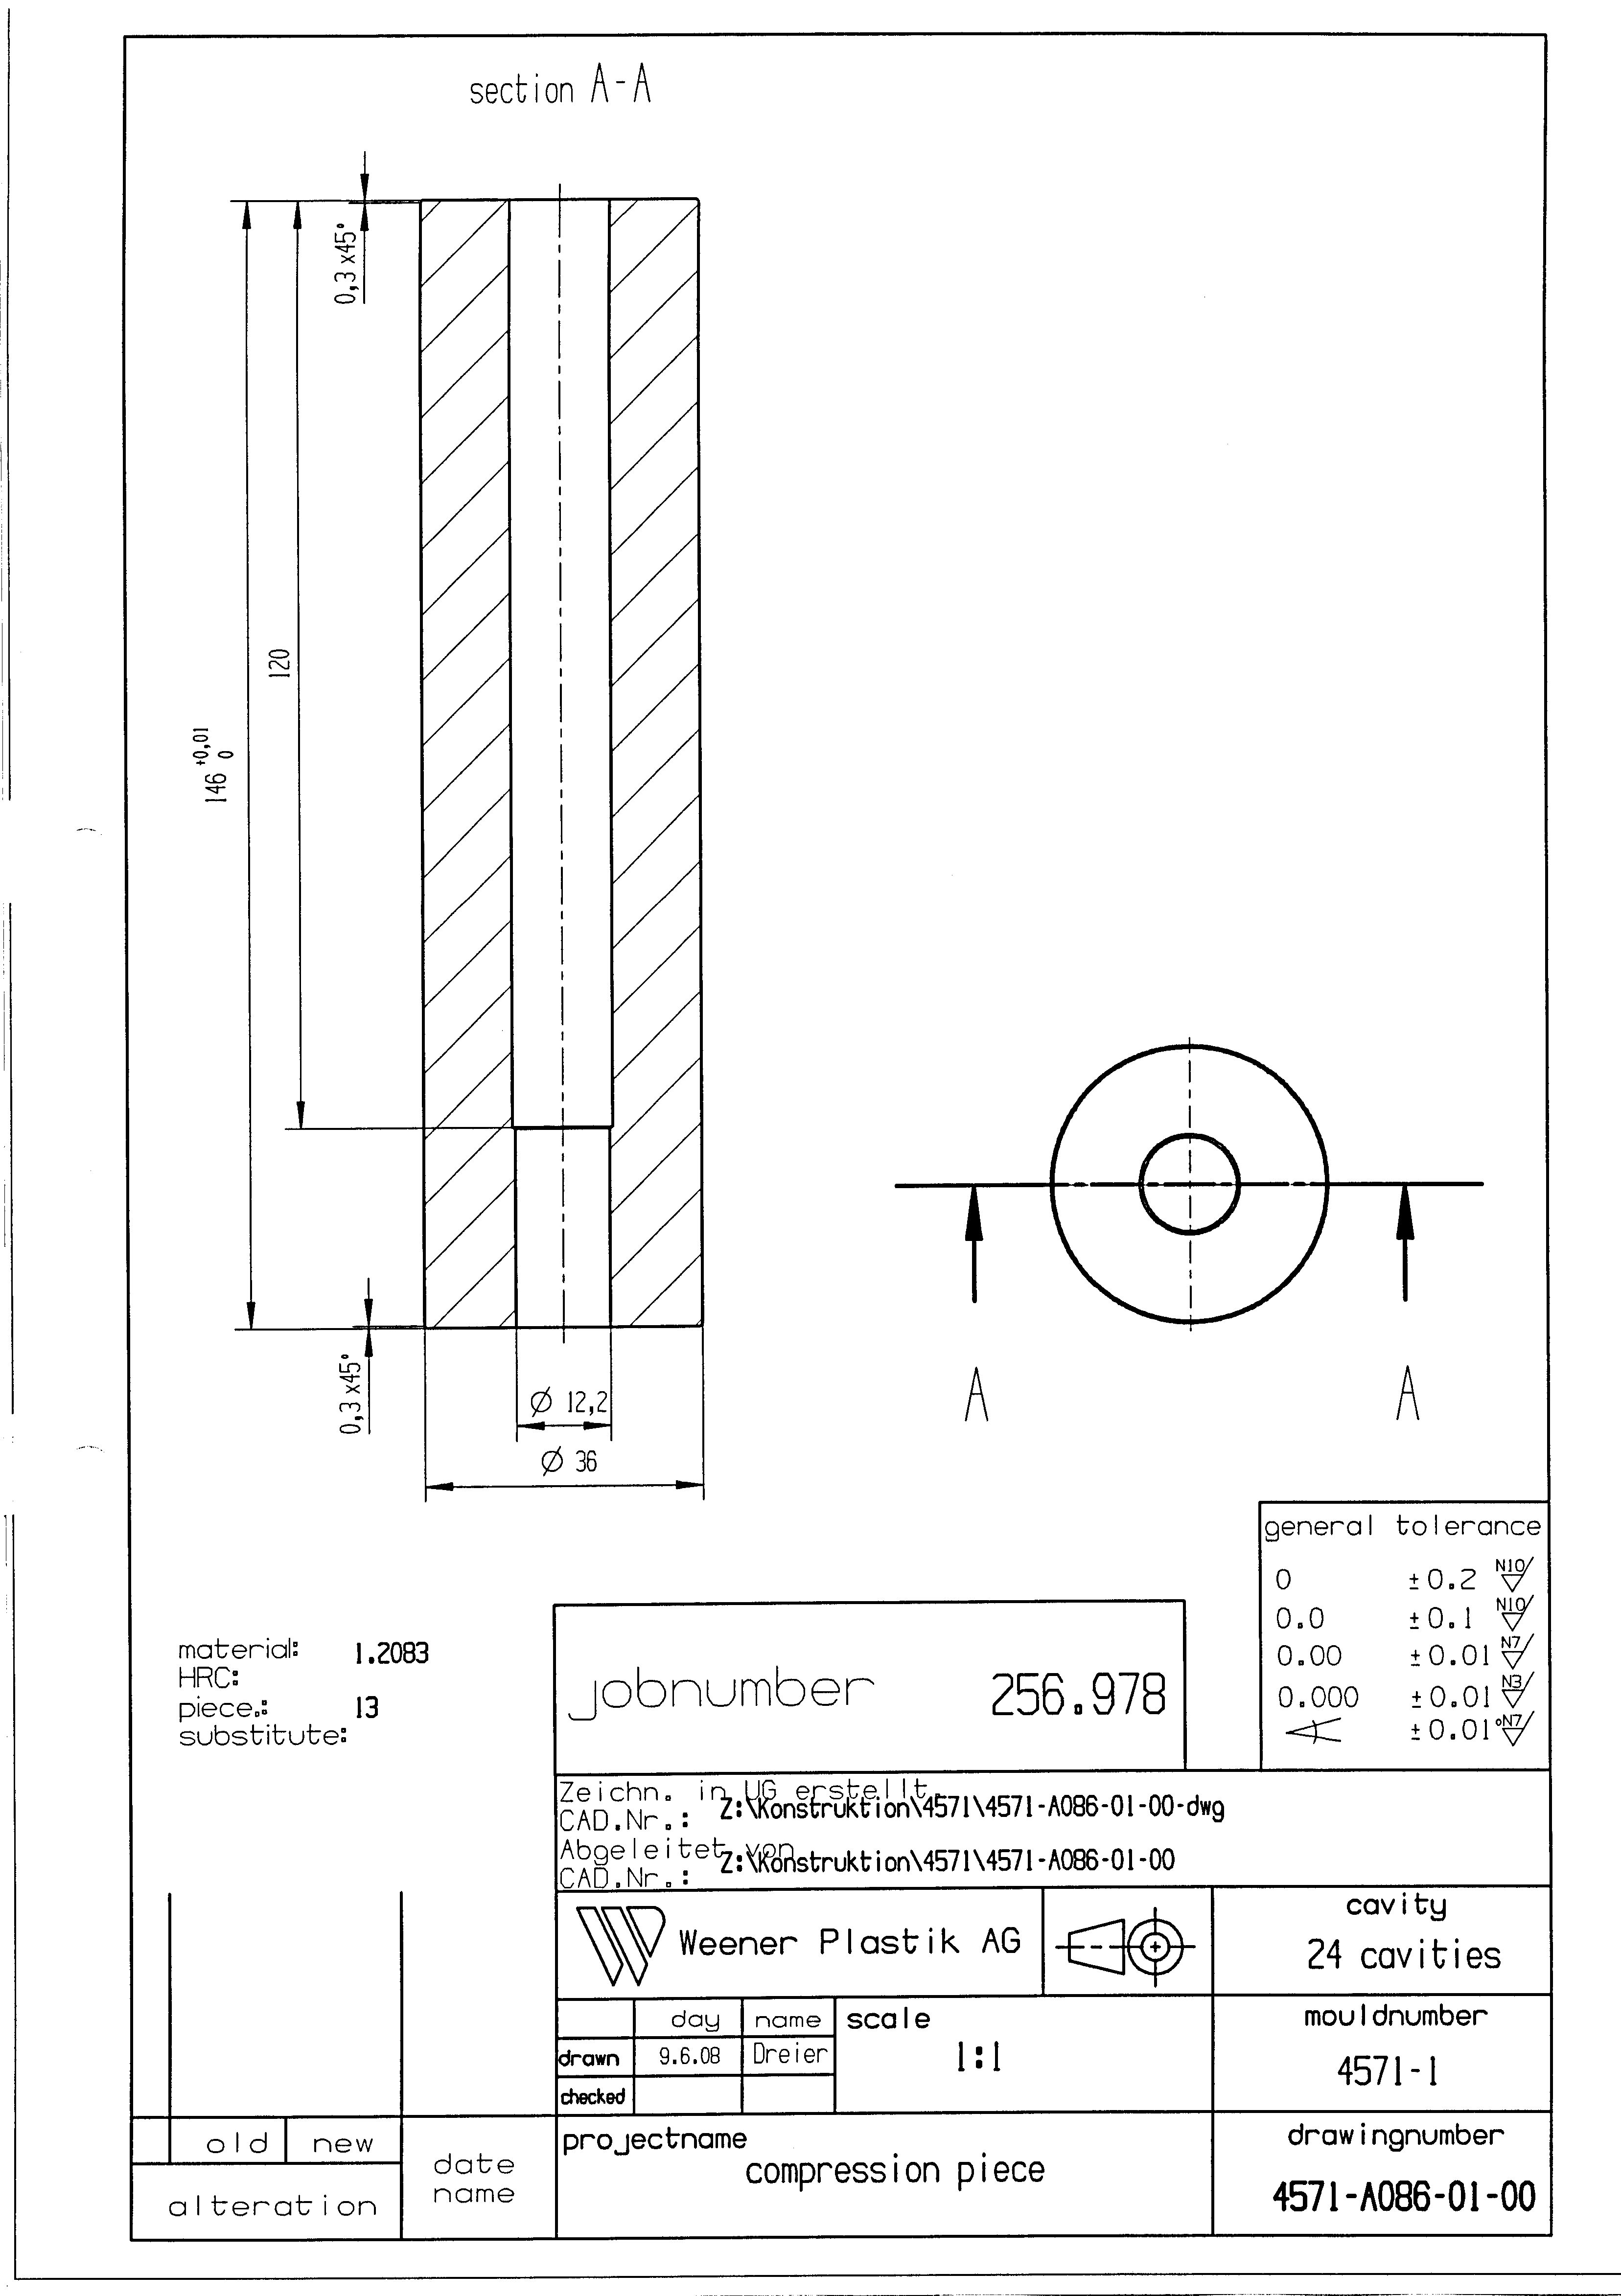 section A-A
0,3 x45°
120
146 +0,01 0
0,3 x45°
Ø 12,2
Ø 36
A A
general tolerance
0 ±0.2 N10
0.0 ±0.1 N10
0.00 ±0.01 N7
0.000 ±0.01 N3
±0.01° N7
material: 1.2083
HRC:
piece.: 13
substitute:
jobnumber 256.978
Zeichn. in UG erstellt
CAD.Nr.: Z:\Konstruktion\4571\4571-A086-01-00-dwg
Abgeleitet von
CAD.Nr.: Z:\Konstruktion\4571\4571-A086-01-00
Weener Plastik AG
cavity
24 cavities
day name
drawn 9.6.08 Dreier
checked
scale
1:1
mouldnumber
4571-1
old new
alteration
date
name
projectname
compression piece
drawingnumber
4571-A086-01-00